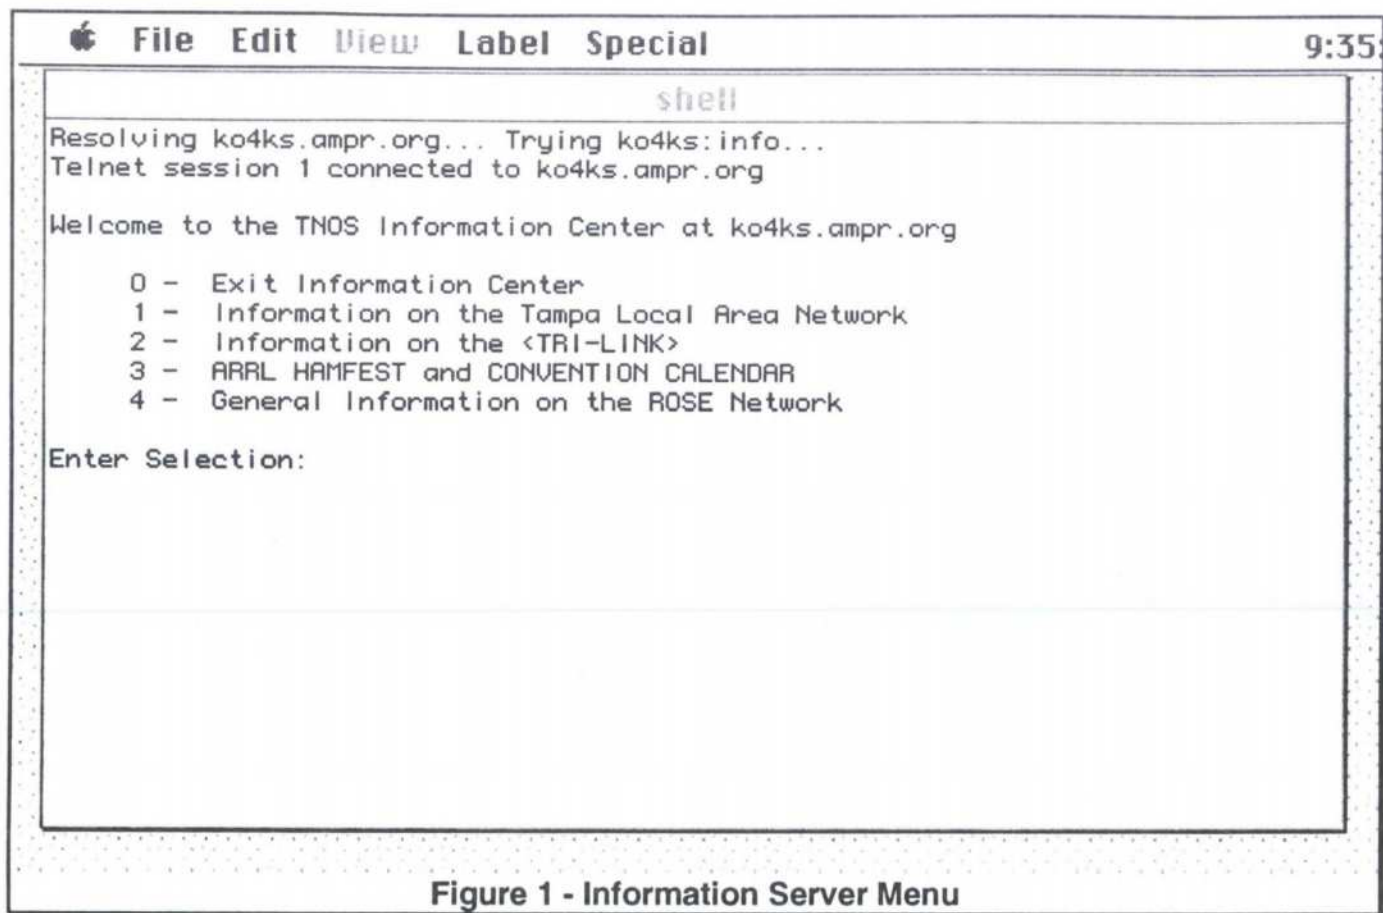 File Edit View Label Special 9:35:
shell
Resolving ko4ks.ampr.org... Trying ko4ks:info...
Telnet session 1 connected to ko4ks.ampr.org
Welcome to the TNOS Information Center at ko4ks.ampr.org
0 - Exit Information Center
1 - Information on the Tampa Local Area Network
2 - Information on the <TRI-LINK>
3 - ARRL HAMFEST and CONVENTION CALENDAR
4 - General Information on the ROSE Network
Enter Selection:
Figure 1 - Information Server Menu